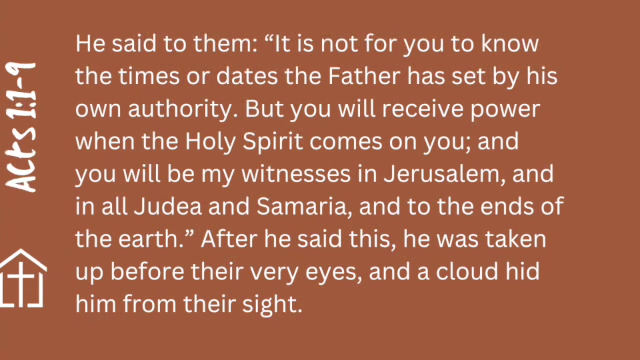 Acts 1:1-9
He said to them: “It is not for you to know
the times or dates the Father has set by his
own authority. But you will receive power
when the Holy Spirit comes on you; and
you will be my witnesses in Jerusalem, and
in all Judea and Samaria, and to the ends of
the earth.” After he said this, he was taken
up before their very eyes, and a cloud hid
him from their sight.